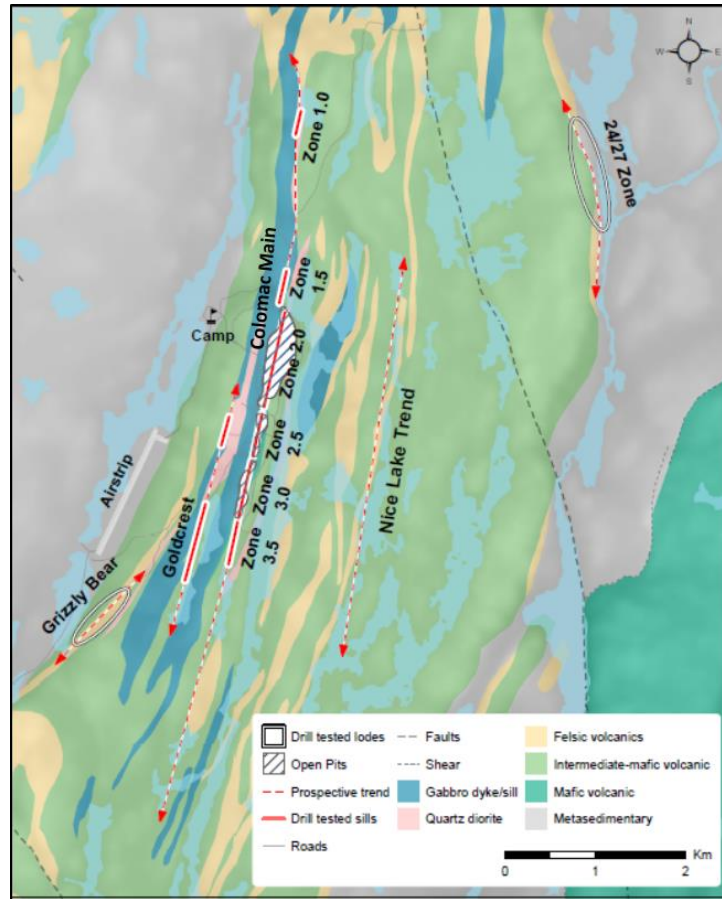 N
W
E
S
Zone 1.0
24/27 Zone
Colomac Main
Zone
1.5
Camp
Zone 2.0
Zone
2.5
Airstrip
Nice Lake Trend
Zone
3.0
Goldcrest
Zone
3.5
Grizzly Bear
Drill tested lodes
Open Pits
Prospective trend
Drill tested sills
Roads
Faults
Shear
Gabbro dyke/sill
Quartz diorite
Felsic volcanics
Intermediate-mafic volcanic
Mafic volcanic
Metasedimentary
Km
0 1 2